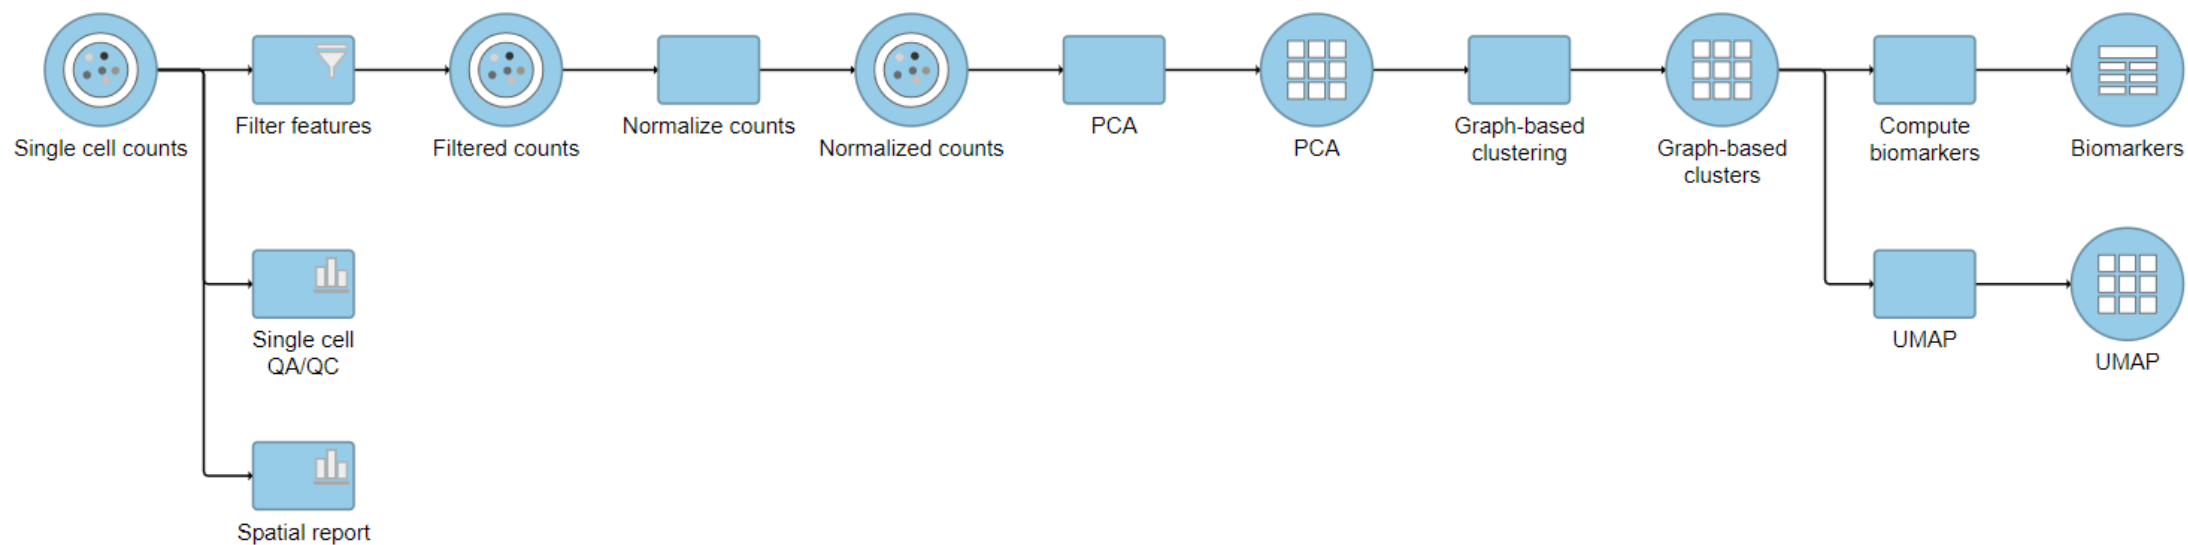 Single cell counts
Filter features
Filtered counts
Normalize counts
Normalized counts
PCA
PCA
Graph-based
clustering
Graph-based
clusters
Compute
biomarkers
Biomarkers
Single cell
QA/QC
UMAP
UMAP
Spatial report